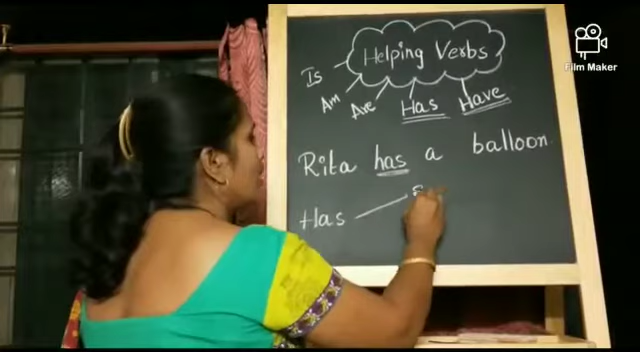 Helping Verbs
Is Am Are Has Have
Rita has a balloon
Has
Film Maker